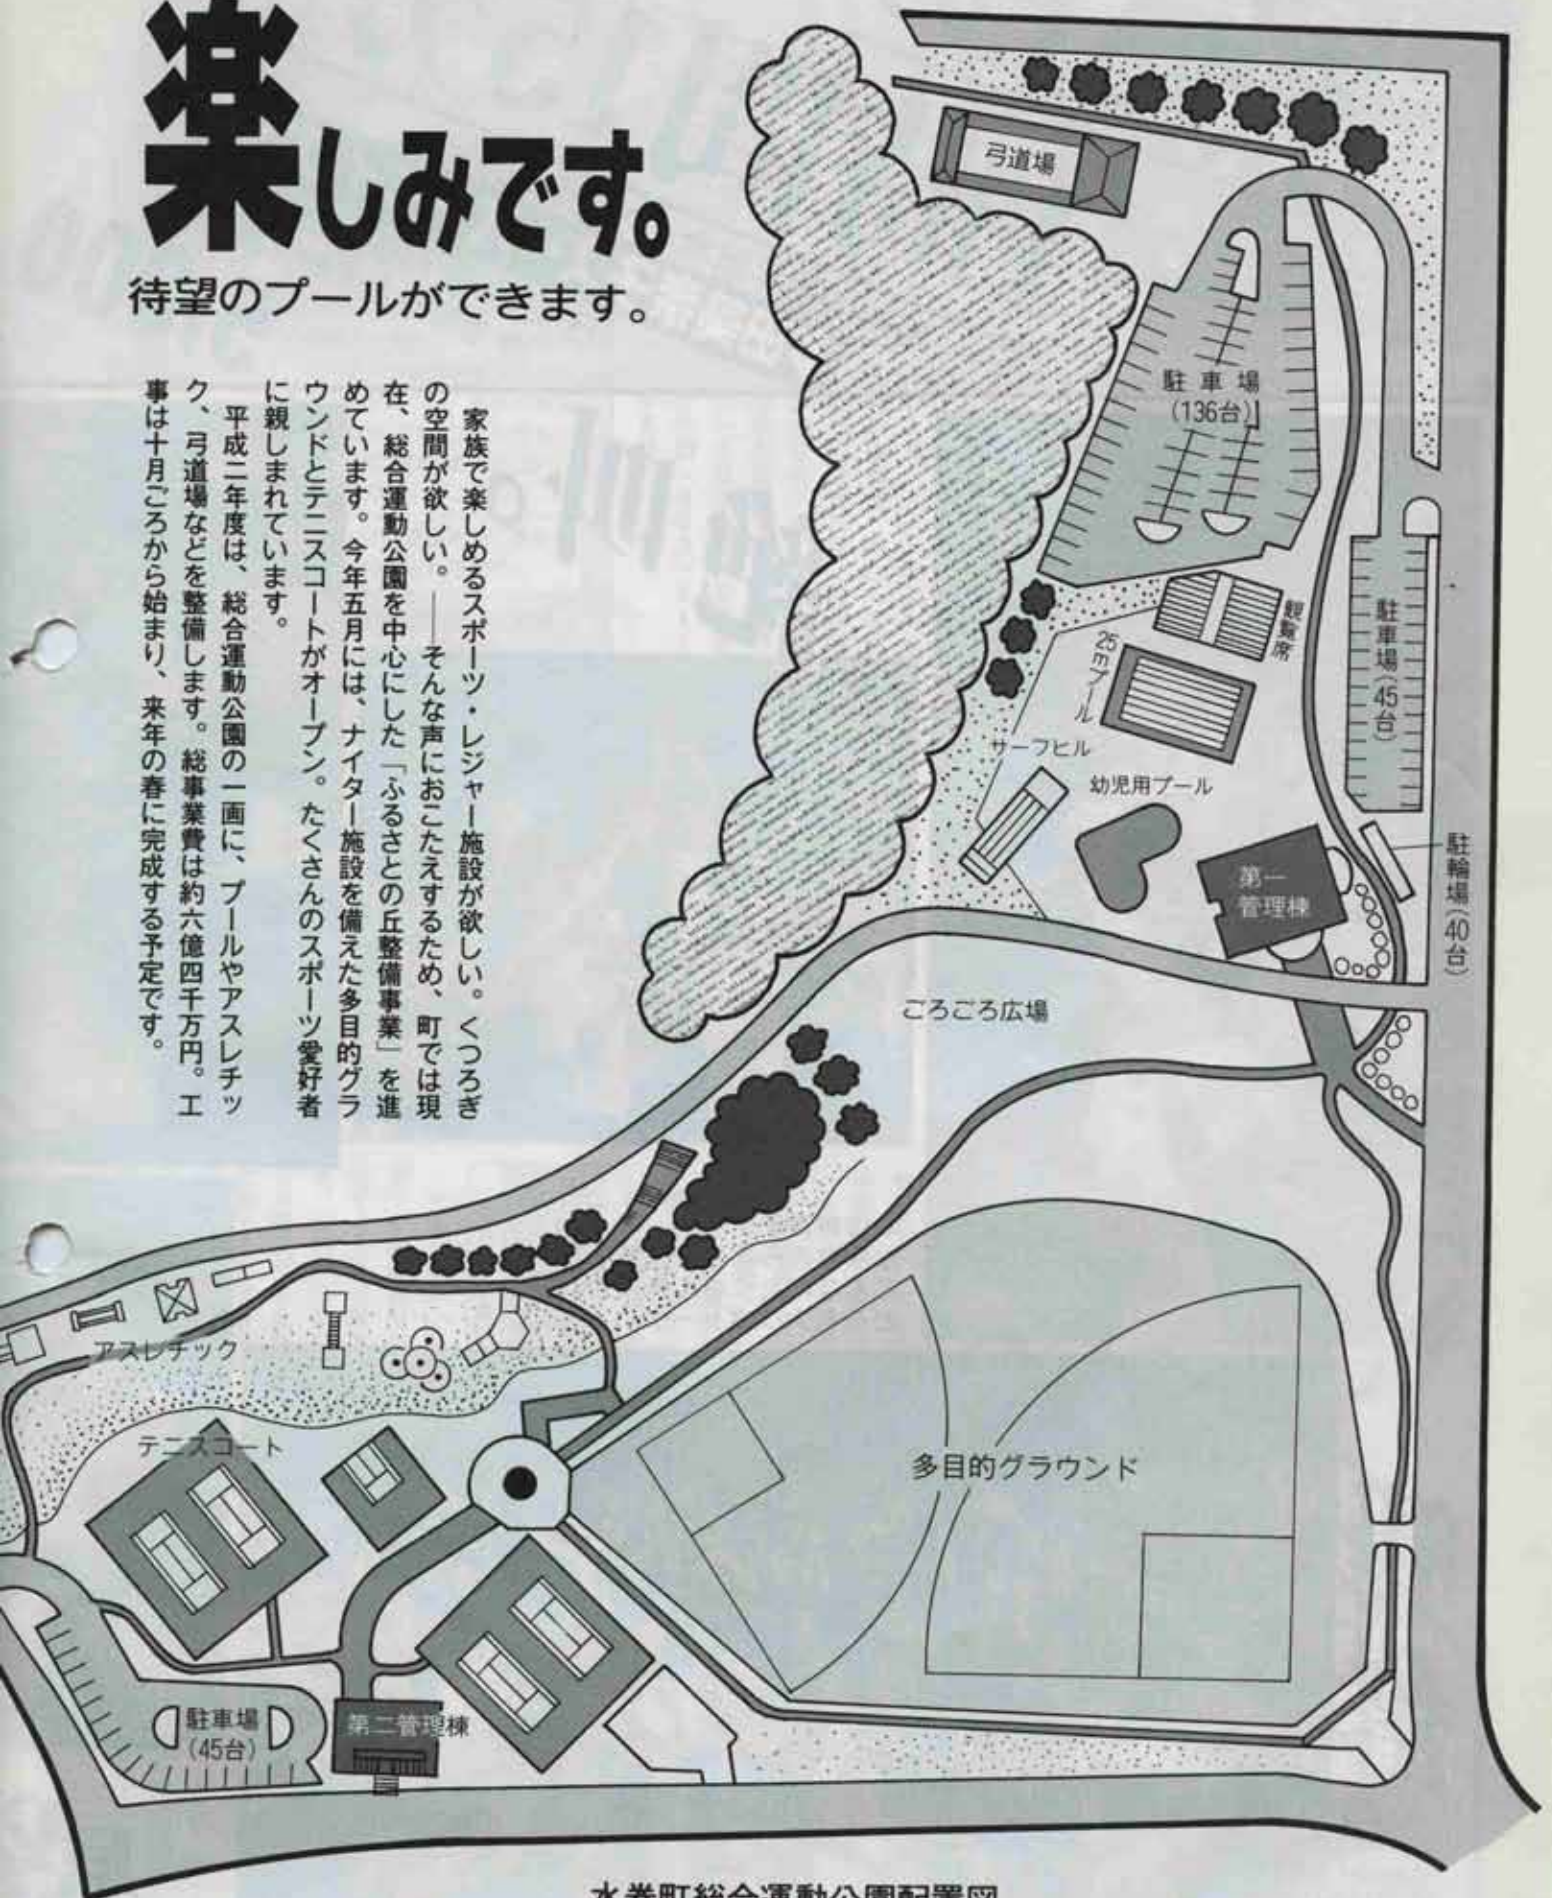 楽しみです。
待望のプールができます。
家族で楽しめるスポーツ・レジャー施設が欲しい。くつろぎ
の空間が欲しい。――そんな声におこたえするため、町では現
在、総合運動公園を中心にした「ふるさとの丘整備事業」を進
めています。今年五月には、ナイター施設を備えた多目的グラ
ウンドとテニスコートがオープン。たくさんのスポーツ愛好者
に親しまれています。
平成二年度は、総合運動公園の一画に、プールやアスレチッ
ク、弓道場などを整備します。総事業費は約六億四千万円。工
事は十月ごろから始まり、来年の春に完成する予定です。
弓道場
駐車場
(136台)
観覧席
25mプール
駐車場(45台)
サーフヒル
幼児用プール
第一
管理棟
駐輪場(40台)
ごろごろ広場
アスレチック
テニスコート
多目的グラウンド
駐車場
(45台)
第二管理棟
水巻町総合運動公園配置図